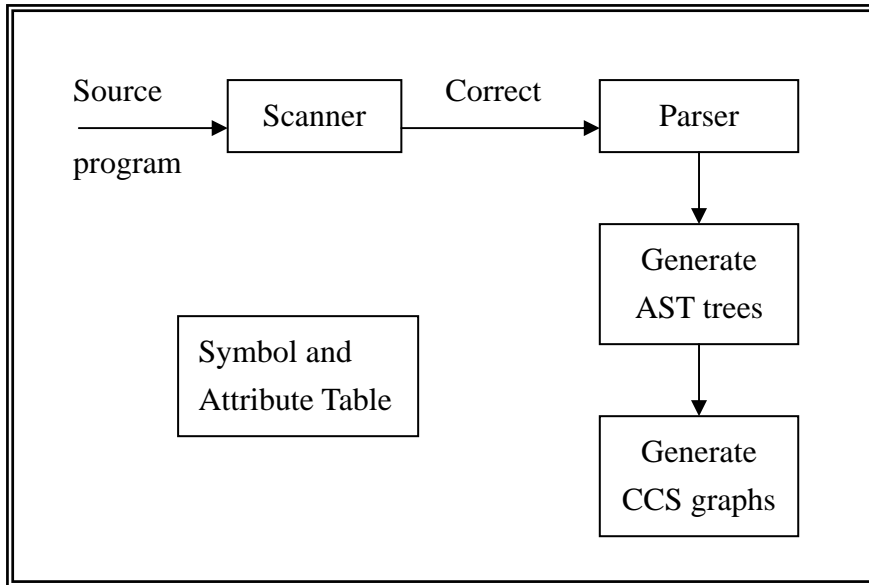 Source
program
Scanner
Correct
Parser
Generate
AST trees
Symbol and
Attribute Table
Generate
CCS graphs